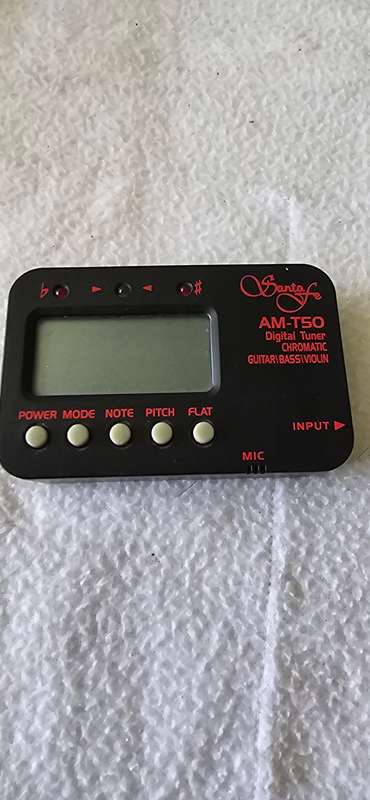 ♭ ► ◄ ♯
Santa Fe
AM-T50
Digital Tuner
CHROMATIC
GUITAR\BASS\VIOLIN
POWER MODE NOTE PITCH FLAT
INPUT ►
MIC